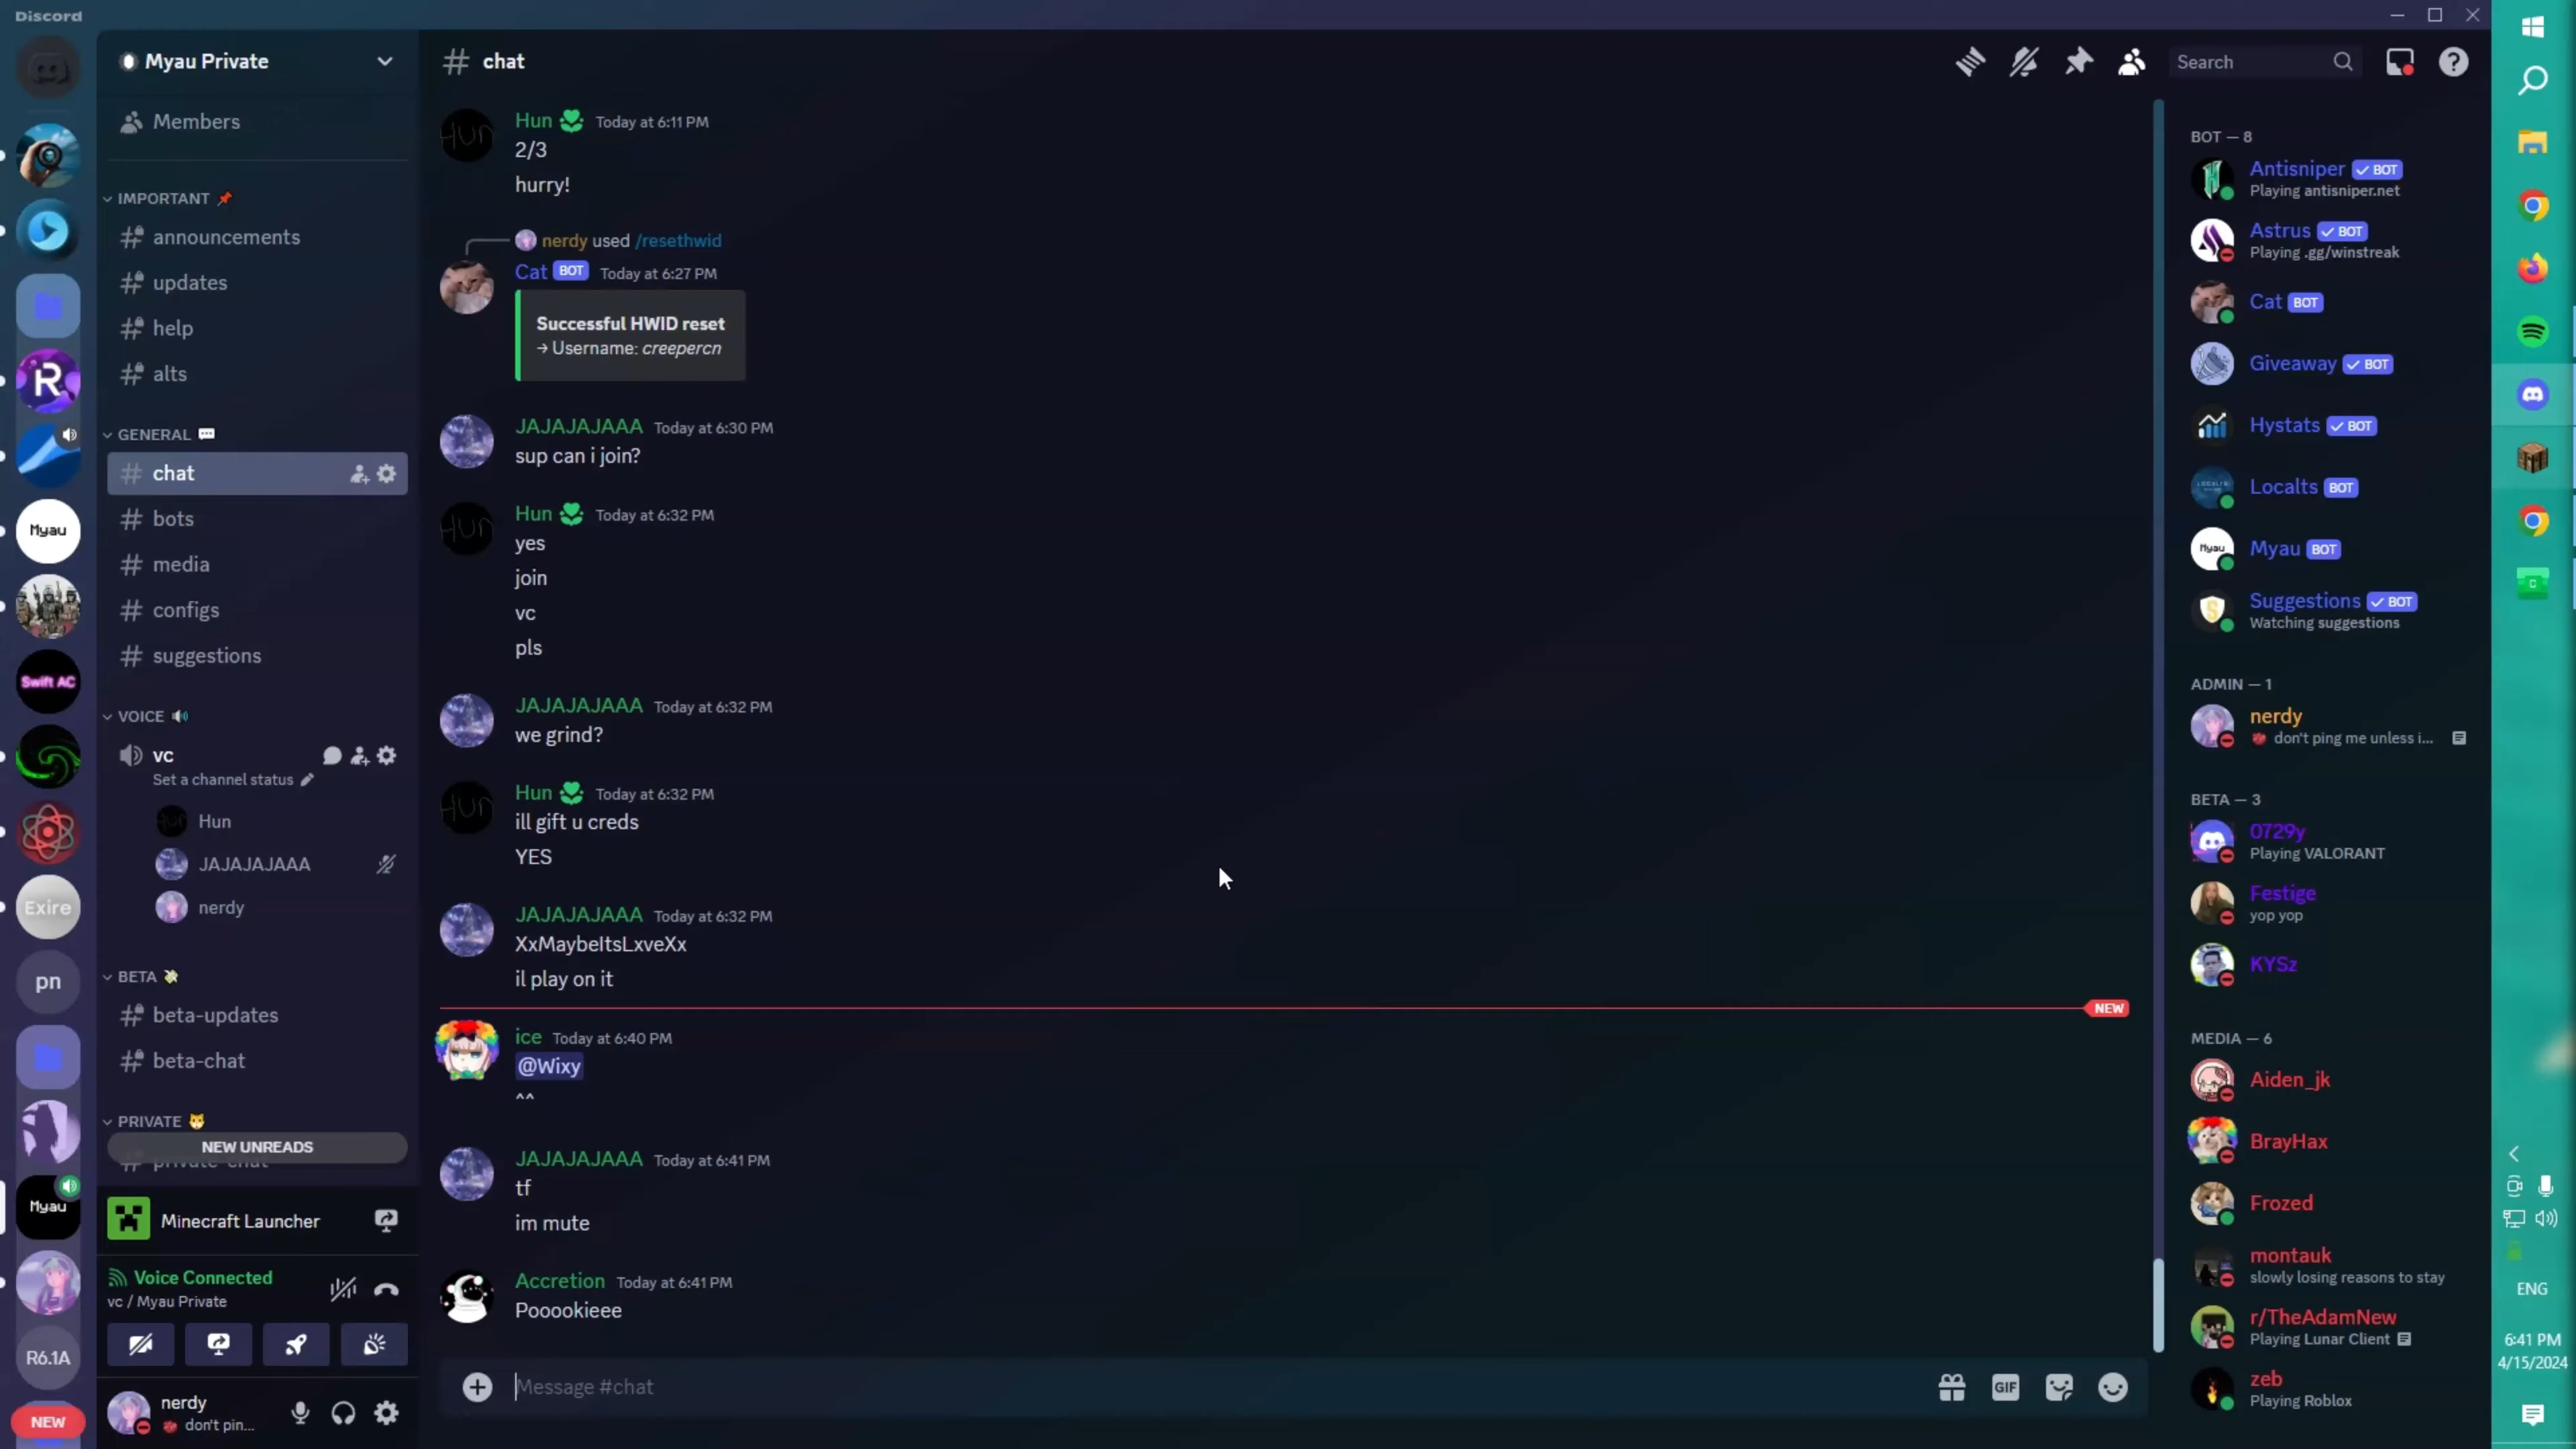 Discord
Myau Private
Members
IMPORTANT
announcements
updates
help
alts
GENERAL
chat
bots
media
configs
suggestions
VOICE
vc
Set a channel status
Hun
JAJAJAJAAA
nerdy
BETA
beta-updates
beta-chat
PRIVATE
NEW UNREADS
private-chat
Minecraft Launcher
Voice Connected
vc / Myau Private
nerdy
don't pin...
Myau
Swift AC
Exire
pn
Myau
R6.1A
NEW
# chat
Search
Hun Today at 6:11 PM
2/3
hurry!
nerdy used /resethwid
Cat BOT Today at 6:27 PM
Successful HWID reset
→ Username: creepercn
JAJAJAJAAA Today at 6:30 PM
sup can i join?
Hun Today at 6:32 PM
yes
join
vc
pls
JAJAJAJAAA Today at 6:32 PM
we grind?
Hun Today at 6:32 PM
ill gift u creds
YES
JAJAJAJAAA Today at 6:32 PM
XxMaybeItsLxveXx
il play on it
NEW
ice Today at 6:40 PM
@Wixy
^^
JAJAJAJAAA Today at 6:41 PM
tf
im mute
Accretion Today at 6:41 PM
Pooookieee
Message #chat
GIF
BOT — 8
Antisniper BOT
Playing antisniper.net
Astrus BOT
Playing .gg/winstreak
Cat BOT
Giveaway BOT
Hystats BOT
Localts BOT
Myau BOT
Suggestions BOT
Watching suggestions
ADMIN — 1
nerdy
don't ping me unless i...
BETA — 3
0729y
Playing VALORANT
Festige
yop yop
KYSz
MEDIA — 6
Aiden_jk
BrayHax
Frozed
montauk
slowly losing reasons to stay
r/TheAdamNew
Playing Lunar Client
zeb
Playing Roblox
ENG
6:41 PM
4/15/2024